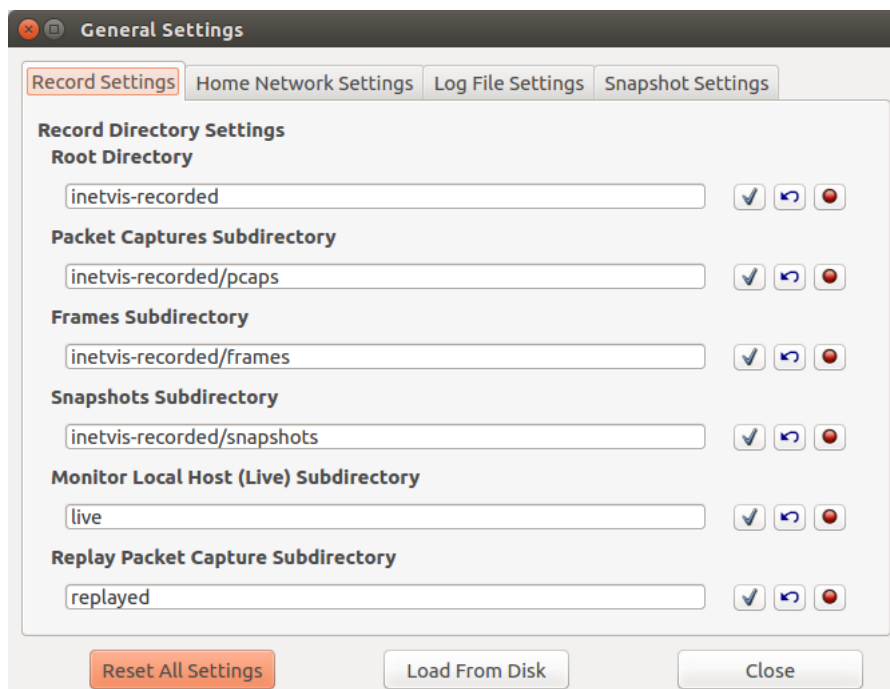 General Settings
Record Settings Home Network Settings Log File Settings Snapshot Settings
Record Directory Settings
Root Directory
inetvis-recorded
Packet Captures Subdirectory
inetvis-recorded/pcaps
Frames Subdirectory
inetvis-recorded/frames
Snapshots Subdirectory
inetvis-recorded/snapshots
Monitor Local Host (Live) Subdirectory
live
Replay Packet Capture Subdirectory
replayed
Reset All Settings Load From Disk Close